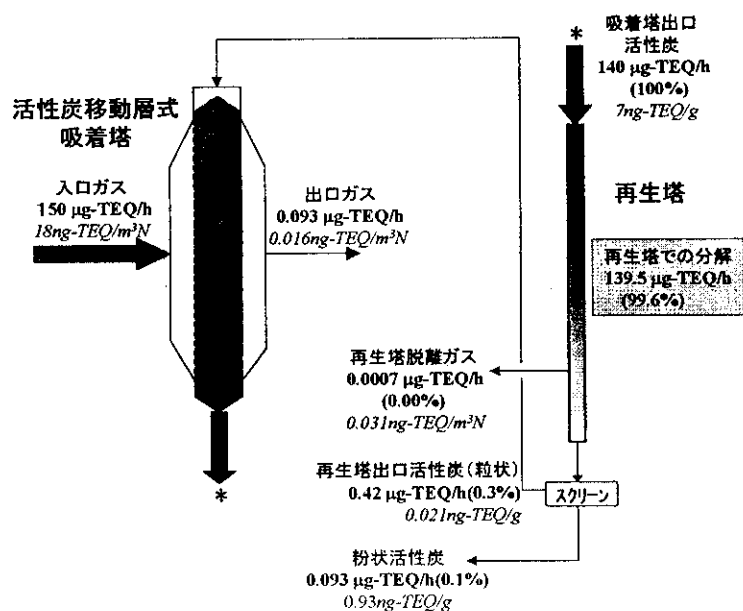 活性炭移動層式
吸着塔
入口ガス
150 μg-TEQ/h
18ng-TEQ/m³N
出口ガス
0.093 μg-TEQ/h
0.016ng-TEQ/m³N
*
*
吸着塔出口
活性炭
140 μg-TEQ/h
(100%)
7ng-TEQ/g
再生塔
再生塔での分解
139.5 μg-TEQ/h
(99.6%)
再生塔脱離ガス
0.0007 μg-TEQ/h
(0.00%)
0.031ng-TEQ/m³N
再生塔出口活性炭(粒状)
0.42 μg-TEQ/h(0.3%)
0.021ng-TEQ/g
スクリーン
粉状活性炭
0.093 μg-TEQ/h(0.1%)
0.93ng-TEQ/g